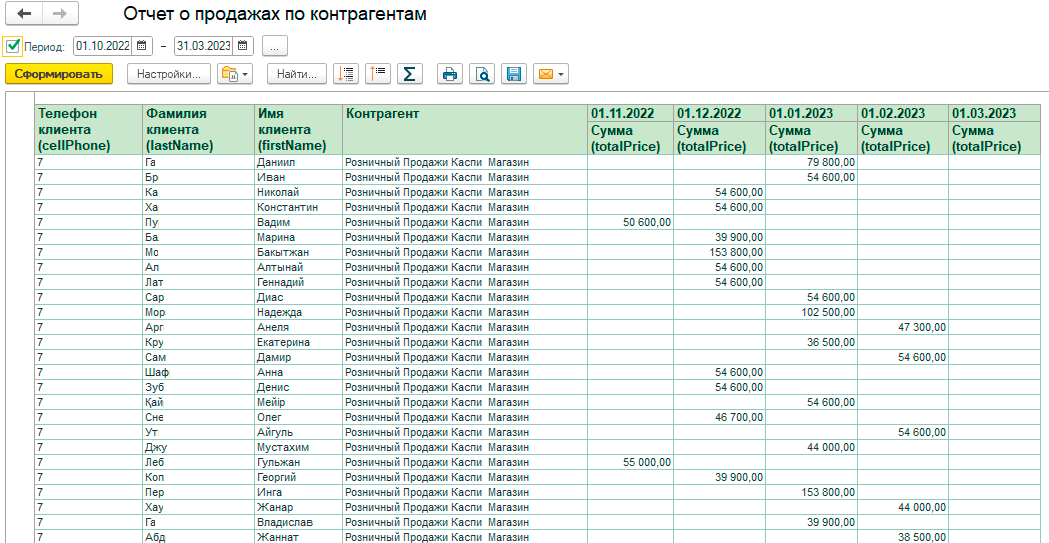 Отчет о продажах по контрагентам
Период: 01.10.2022 – 31.03.2023 ...
Сформировать Настройки... Найти... Σ
Телефон клиента (cellPhone) Фамилия клиента (lastName) Имя клиента (firstName) Контрагент 01.11.2022 01.12.2022 01.01.2023 01.02.2023 01.03.2023
Сумма (totalPrice) Сумма (totalPrice) Сумма (totalPrice) Сумма (totalPrice) Сумма (totalPrice)
7 Га Даниил Розничный Продажи Каспи Магазин 79 800,00
7 Бр Иван Розничный Продажи Каспи Магазин 54 600,00
7 Ка Николай Розничный Продажи Каспи Магазин 54 600,00
7 Ха Константин Розничный Продажи Каспи Магазин 54 600,00
7 Пу Вадим Розничный Продажи Каспи Магазин 50 600,00
7 Ба Марина Розничный Продажи Каспи Магазин 39 900,00
7 Мо Бакытжан Розничный Продажи Каспи Магазин 153 800,00
7 Ал Алтынай Розничный Продажи Каспи Магазин 54 600,00
7 Лат Геннадий Розничный Продажи Каспи Магазин 54 600,00
7 Сар Диас Розничный Продажи Каспи Магазин 54 600,00
7 Мор Надежда Розничный Продажи Каспи Магазин 102 500,00
7 Арг Анеля Розничный Продажи Каспи Магазин 47 300,00
7 Кру Екатерина Розничный Продажи Каспи Магазин 36 500,00
7 Сам Дамир Розничный Продажи Каспи Магазин 54 600,00
7 Шаф Анна Розничный Продажи Каспи Магазин 54 600,00
7 Зуб Денис Розничный Продажи Каспи Магазин 54 600,00
7 Қай Мейір Розничный Продажи Каспи Магазин 54 600,00
7 Сне Олег Розничный Продажи Каспи Магазин 46 700,00
7 Ут Айгуль Розничный Продажи Каспи Магазин 54 600,00
7 Джу Мустахим Розничный Продажи Каспи Магазин 44 000,00
7 Леб Гульжан Розничный Продажи Каспи Магазин 55 000,00
7 Коп Георгий Розничный Продажи Каспи Магазин 39 900,00
7 Пер Инга Розничный Продажи Каспи Магазин 153 800,00
7 Хау Жанар Розничный Продажи Каспи Магазин 44 000,00
7 Га Владислав Розничный Продажи Каспи Магазин 39 900,00
7 Абд Жаннат Розничный Продажи Каспи Магазин 38 500,00